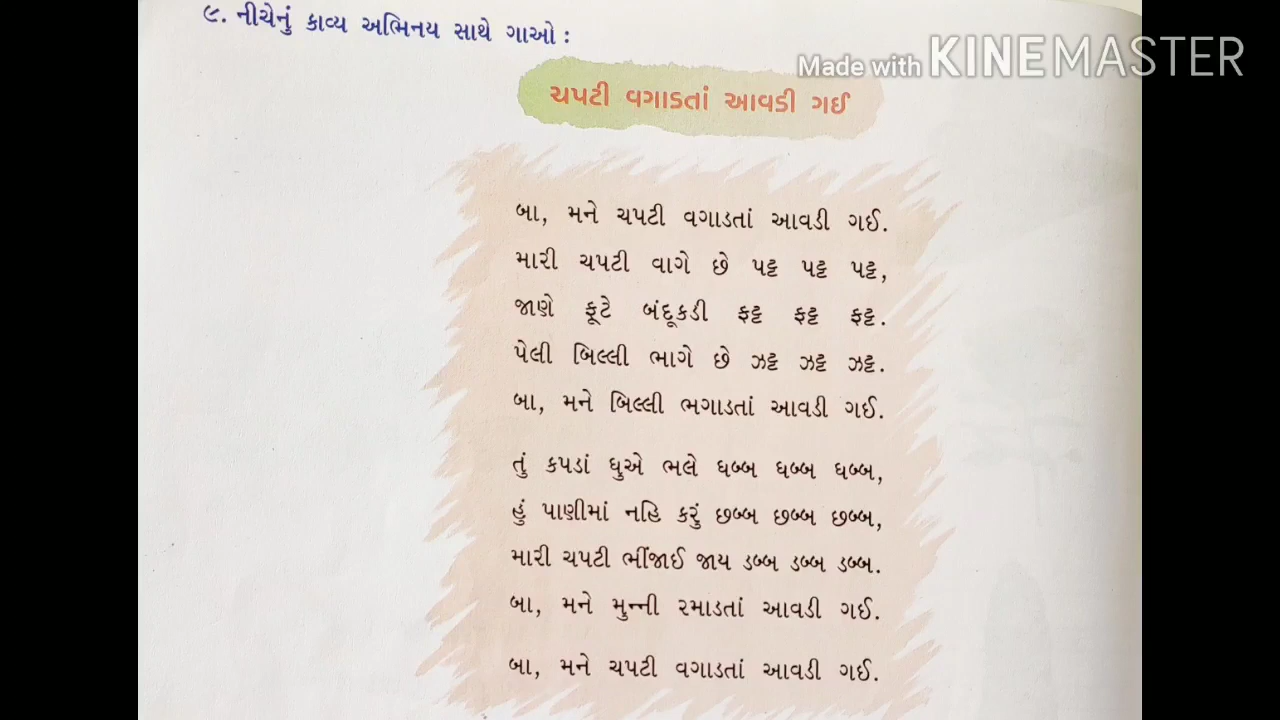 ૯. નીચેનું કાવ્ય અભિનય સાથે ગાઓ :
Made with KINEMASTER
ચપટી વગાડતાં આવડી ગઈ
બા, મને ચપટી વગાડતાં આવડી ગઈ.
મારી ચપટી વાગે છે પટ્ટ પટ્ટ પટ્ટ,
જાણે ફૂટે બંદૂકડી ફટ્ટ ફટ્ટ ફટ્ટ.
પેલી બિલ્લી ભાગે છે ઝટ્ટ ઝટ્ટ ઝટ્ટ.
બા, મને બિલ્લી ભગાડતાં આવડી ગઈ.
તું કપડાં ધુએ ભલે ધબ્બ ધબ્બ ધબ્બ,
હું પાણીમાં નહિ કરું છબ્બ છબ્બ છબ્બ,
મારી ચપટી ભીંજાઈ જાય ડબ્બ ડબ્બ ડબ્બ.
બા, મને મુન્ની રમાડતાં આવડી ગઈ.
બા, મને ચપટી વગાડતાં આવડી ગઈ.